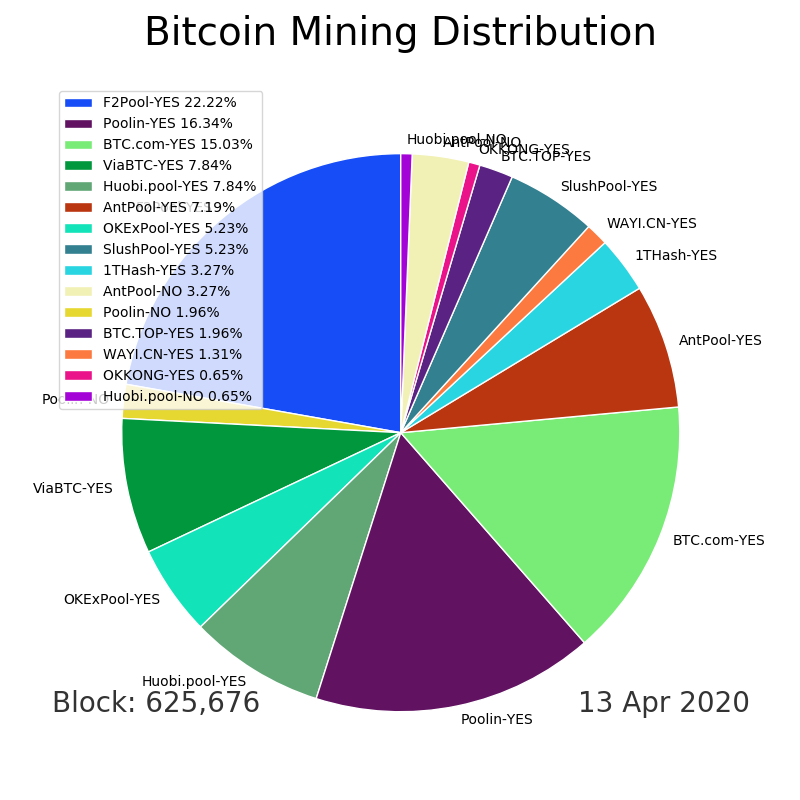 Bitcoin Mining Distribution
F2Pool-YES 22.22%
Poolin-YES 16.34%
BTC.com-YES 15.03%
ViaBTC-YES 7.84%
Huobi.pool-YES 7.84%
AntPool-YES 7.19%
OKExPool-YES 5.23%
SlushPool-YES 5.23%
1THash-YES 3.27%
AntPool-NO 3.27%
Poolin-NO 1.96%
BTC.TOP-YES 1.96%
WAYI.CN-YES 1.31%
OKKONG-YES 0.65%
Huobi.pool-NO 0.65%
Huobi.pool-NO
AntPool-NO
OKKONG-YES
BTC.TOP-YES
SlushPool-YES
WAYI.CN-YES
1THash-YES
AntPool-YES
BTC.com-YES
Poolin-YES
Huobi.pool-YES
OKExPool-YES
ViaBTC-YES
Poolin-NO
Block: 625,676
13 Apr 2020